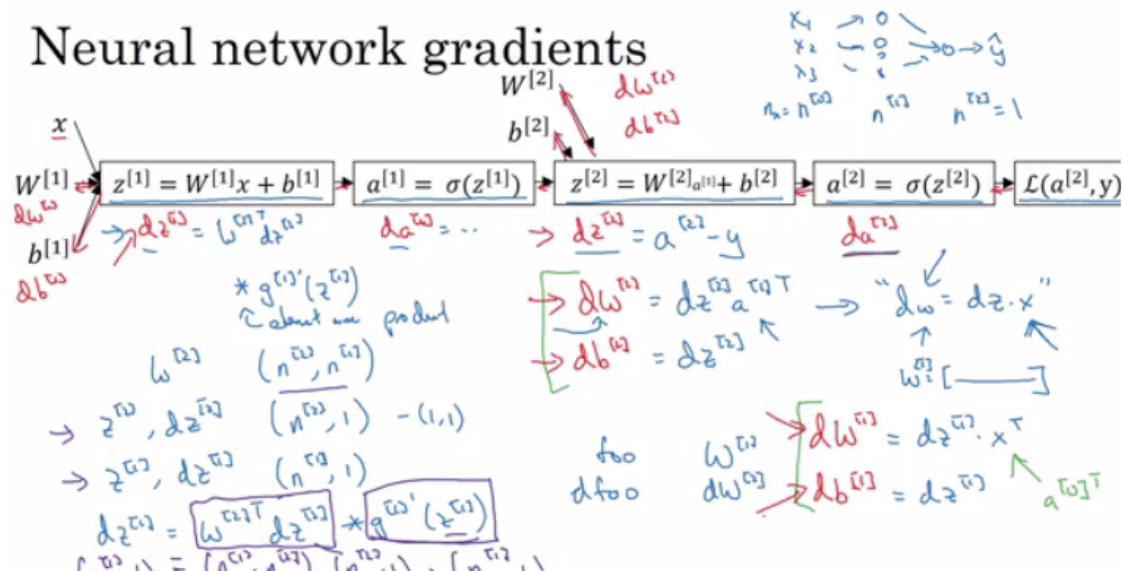 Neural network gradients
x₁
x₂
x₃
ŷ
nₓ = n^[0] n^[1] n^[2] = 1
W^[2] dW^[2]
b^[2] db^[2]
x
W^[1]
dW^[1]
b^[1]
db^[1]
z^[1] = W^[1]x + b^[1]
a^[1] = σ(z^[1])
z^[2] = W^[2]a^[1] + b^[2]
a^[2] = σ(z^[2])
ℒ(a^[2], y)
→ dz^[1] = W^[2]T dz^[2]
* g^[1]'(z^[1])
product
da^[1] = ..
→ dz^[2] = a^[2] - y
da^[2]
→ dW^[2] = dz^[2] a^[1]T → "dw = dz · x"
→ db^[2] = dz^[2]
W^[2] (n^[2], n^[1])
→ z^[2], dz^[2] (n^[2], 1) - (1,1)
→ z^[1], dz^[1] (n^[1], 1)
dz^[1] = W^[2]T dz^[2] * g^[1]'(z^[1])
foo W^[1]
dfoo
dW^[1] = dz^[1] · x^T
db^[1] = dz^[1]
a^[0]T